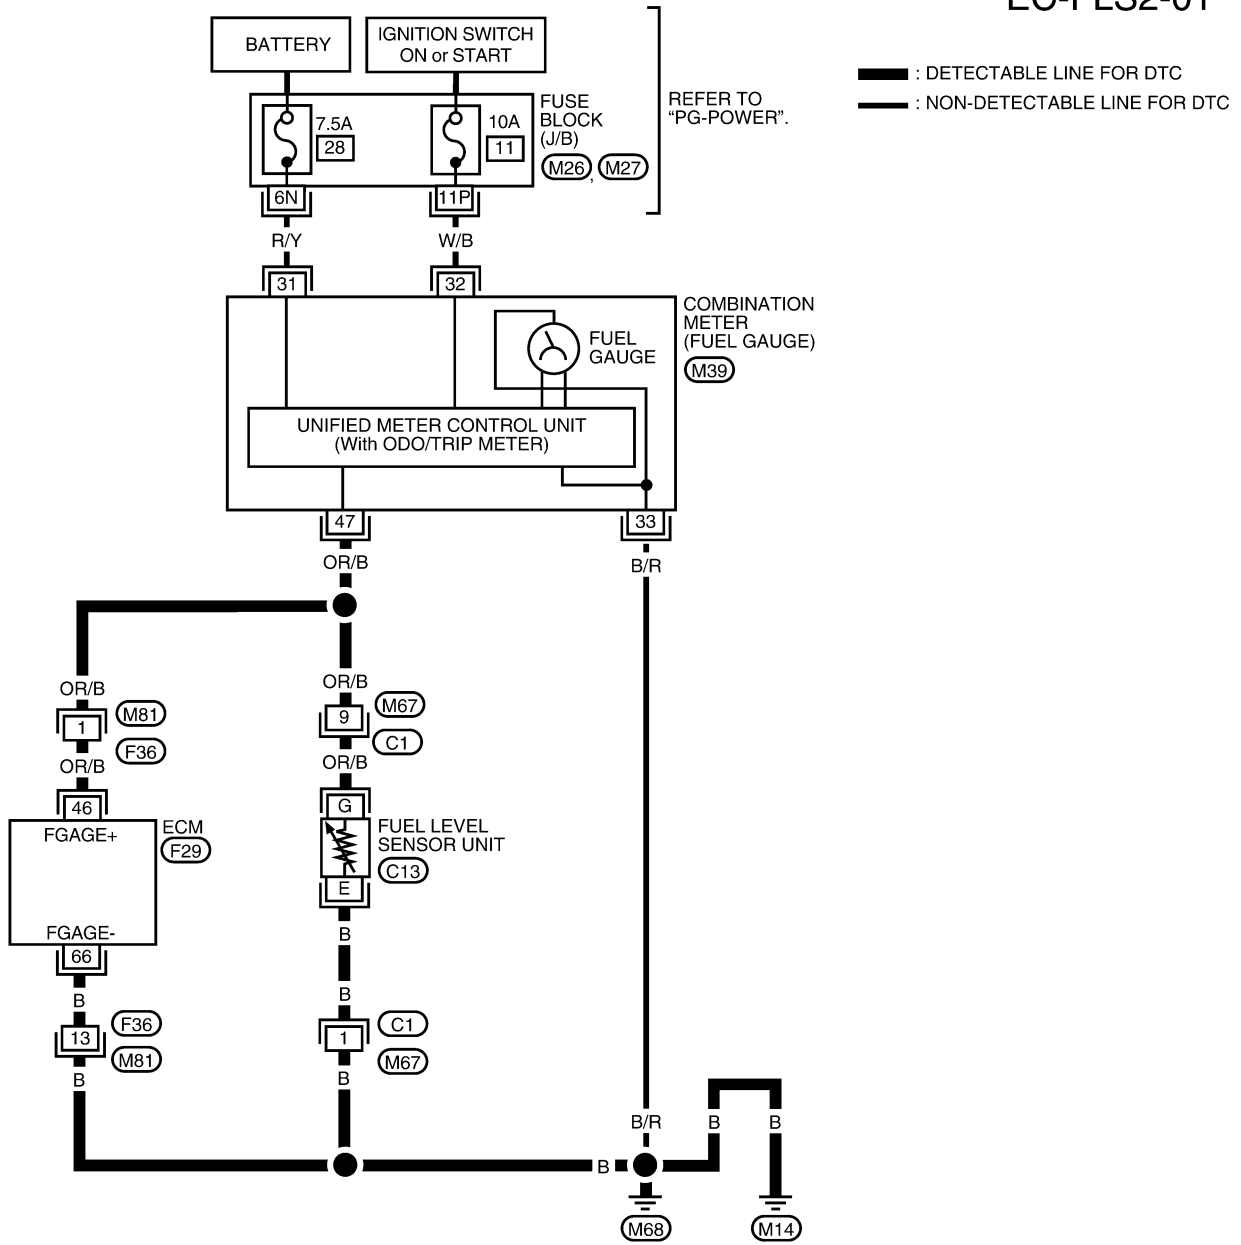 BATTERY
IGNITION SWITCH
ON or START
REFER TO
"PG-POWER".
: DETECTABLE LINE FOR DTC
: NON-DETECTABLE LINE FOR DTC
7.5A
28
10A
11
FUSE
BLOCK
(J/B)
M26, M27
6N
11P
R/Y
W/B
31
32
COMBINATION
METER
(FUEL GAUGE)
M39
FUEL
GAUGE
UNIFIED METER CONTROL UNIT
(With ODO/TRIP METER)
47
33
OR/B
B/R
OR/B
1
M81
F36
OR/B
46
FGAGE+
ECM
F29
FGAGE-
66
B
13
F36
M81
B
OR/B
9
M67
C1
OR/B
G
FUEL LEVEL
SENSOR UNIT
C13
E
B
B
1
C1
M67
B
B/R
B
B
B
M68
M14